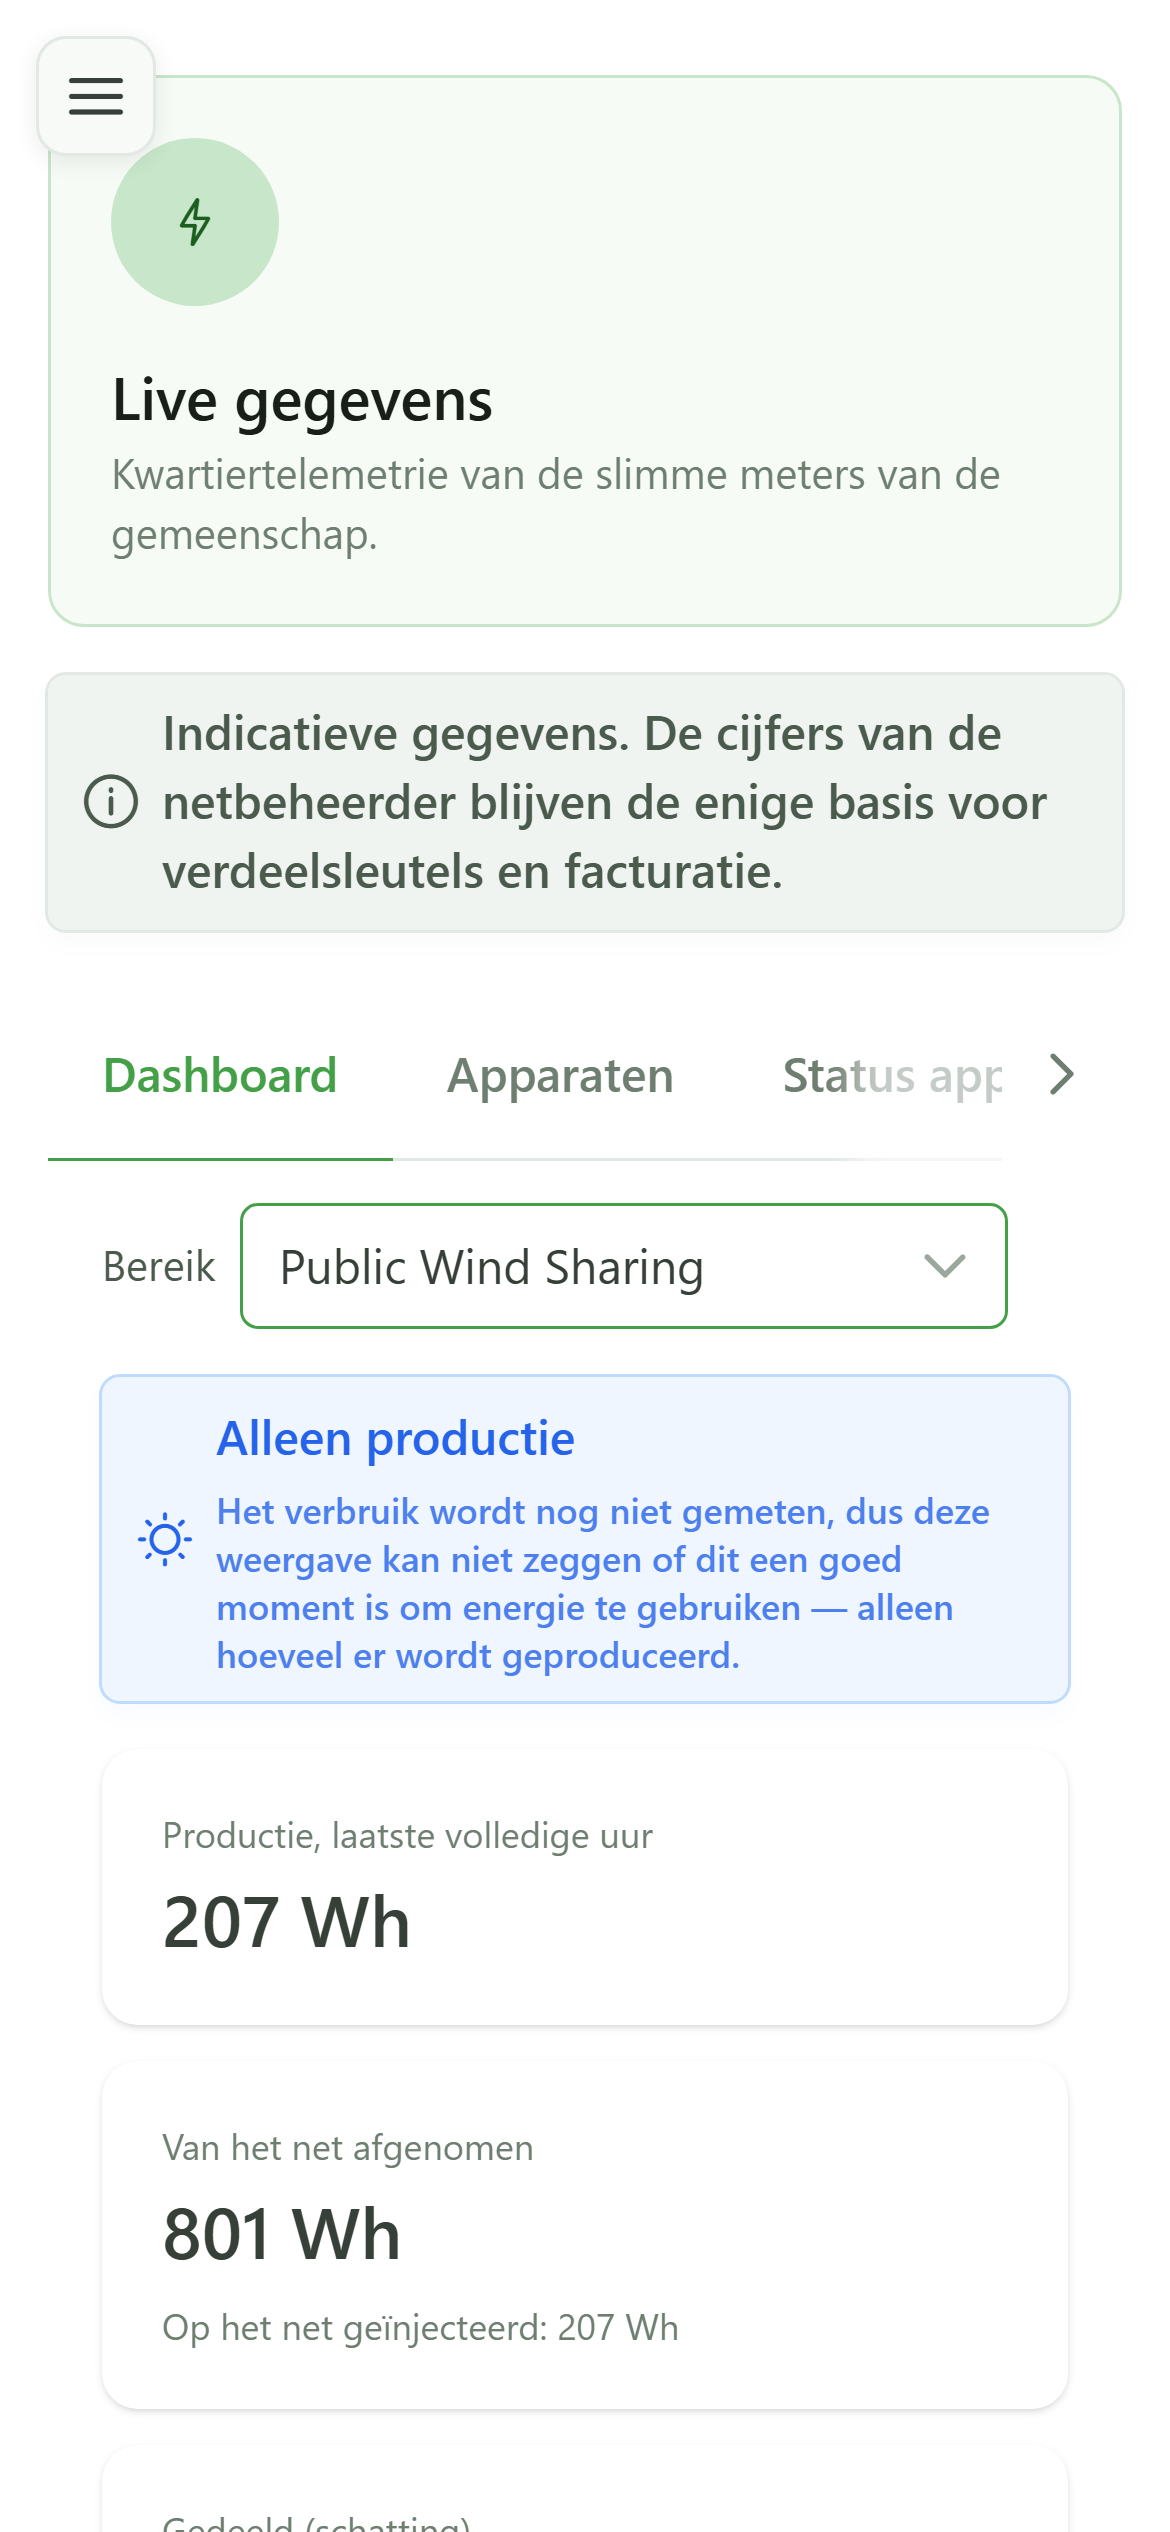 Live gegevens
Kwartiertelemetrie van de slimme meters van de
gemeenschap.
Indicatieve gegevens. De cijfers van de
netbeheerder blijven de enige basis voor
verdeelsleutels en facturatie.
Dashboard
Apparaten
Status app
Bereik
Public Wind Sharing
Alleen productie
Het verbruik wordt nog niet gemeten, dus deze
weergave kan niet zeggen of dit een goed
moment is om energie te gebruiken — alleen
hoeveel er wordt geproduceerd.
Productie, laatste volledige uur
207 Wh
Van het net afgenomen
801 Wh
Op het net geïnjecteerd: 207 Wh
Gedeeld (schatting)